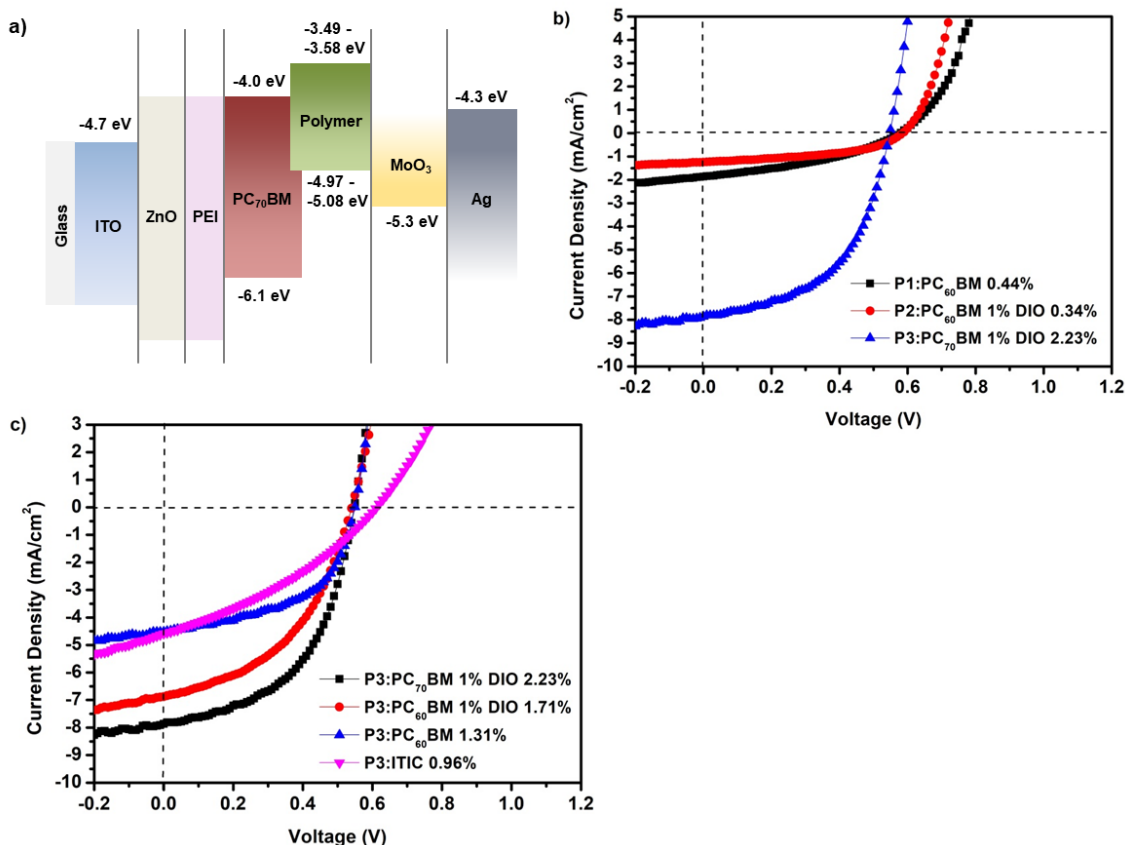 a)
-3.49 -
-3.58 eV
-4.0 eV
-4.3 eV
-4.7 eV
Polymer
MoO₃
Glass
ITO
ZnO
PEI
PC₇₀BM
Ag
-4.97 -
-5.08 eV
-5.3 eV
-6.1 eV
b)
Current Density (mA/cm²)
5
4
3
2
1
0
-1
-2
-3
-4
-5
-6
-7
-8
-9
-10
P1:PC₆₀BM 0.44%
P2:PC₆₀BM 1% DIO 0.34%
P3:PC₇₀BM 1% DIO 2.23%
-0.2 0.0 0.2 0.4 0.6 0.8 1.0 1.2
Voltage (V)
c)
Current Density (mA/cm²)
3
2
1
0
-1
-2
-3
-4
-5
-6
-7
-8
-9
-10
P3:PC₇₀BM 1% DIO 2.23%
P3:PC₆₀BM 1% DIO 1.71%
P3:PC₆₀BM 1.31%
P3:ITIC 0.96%
-0.2 0.0 0.2 0.4 0.6 0.8 1.0 1.2
Voltage (V)